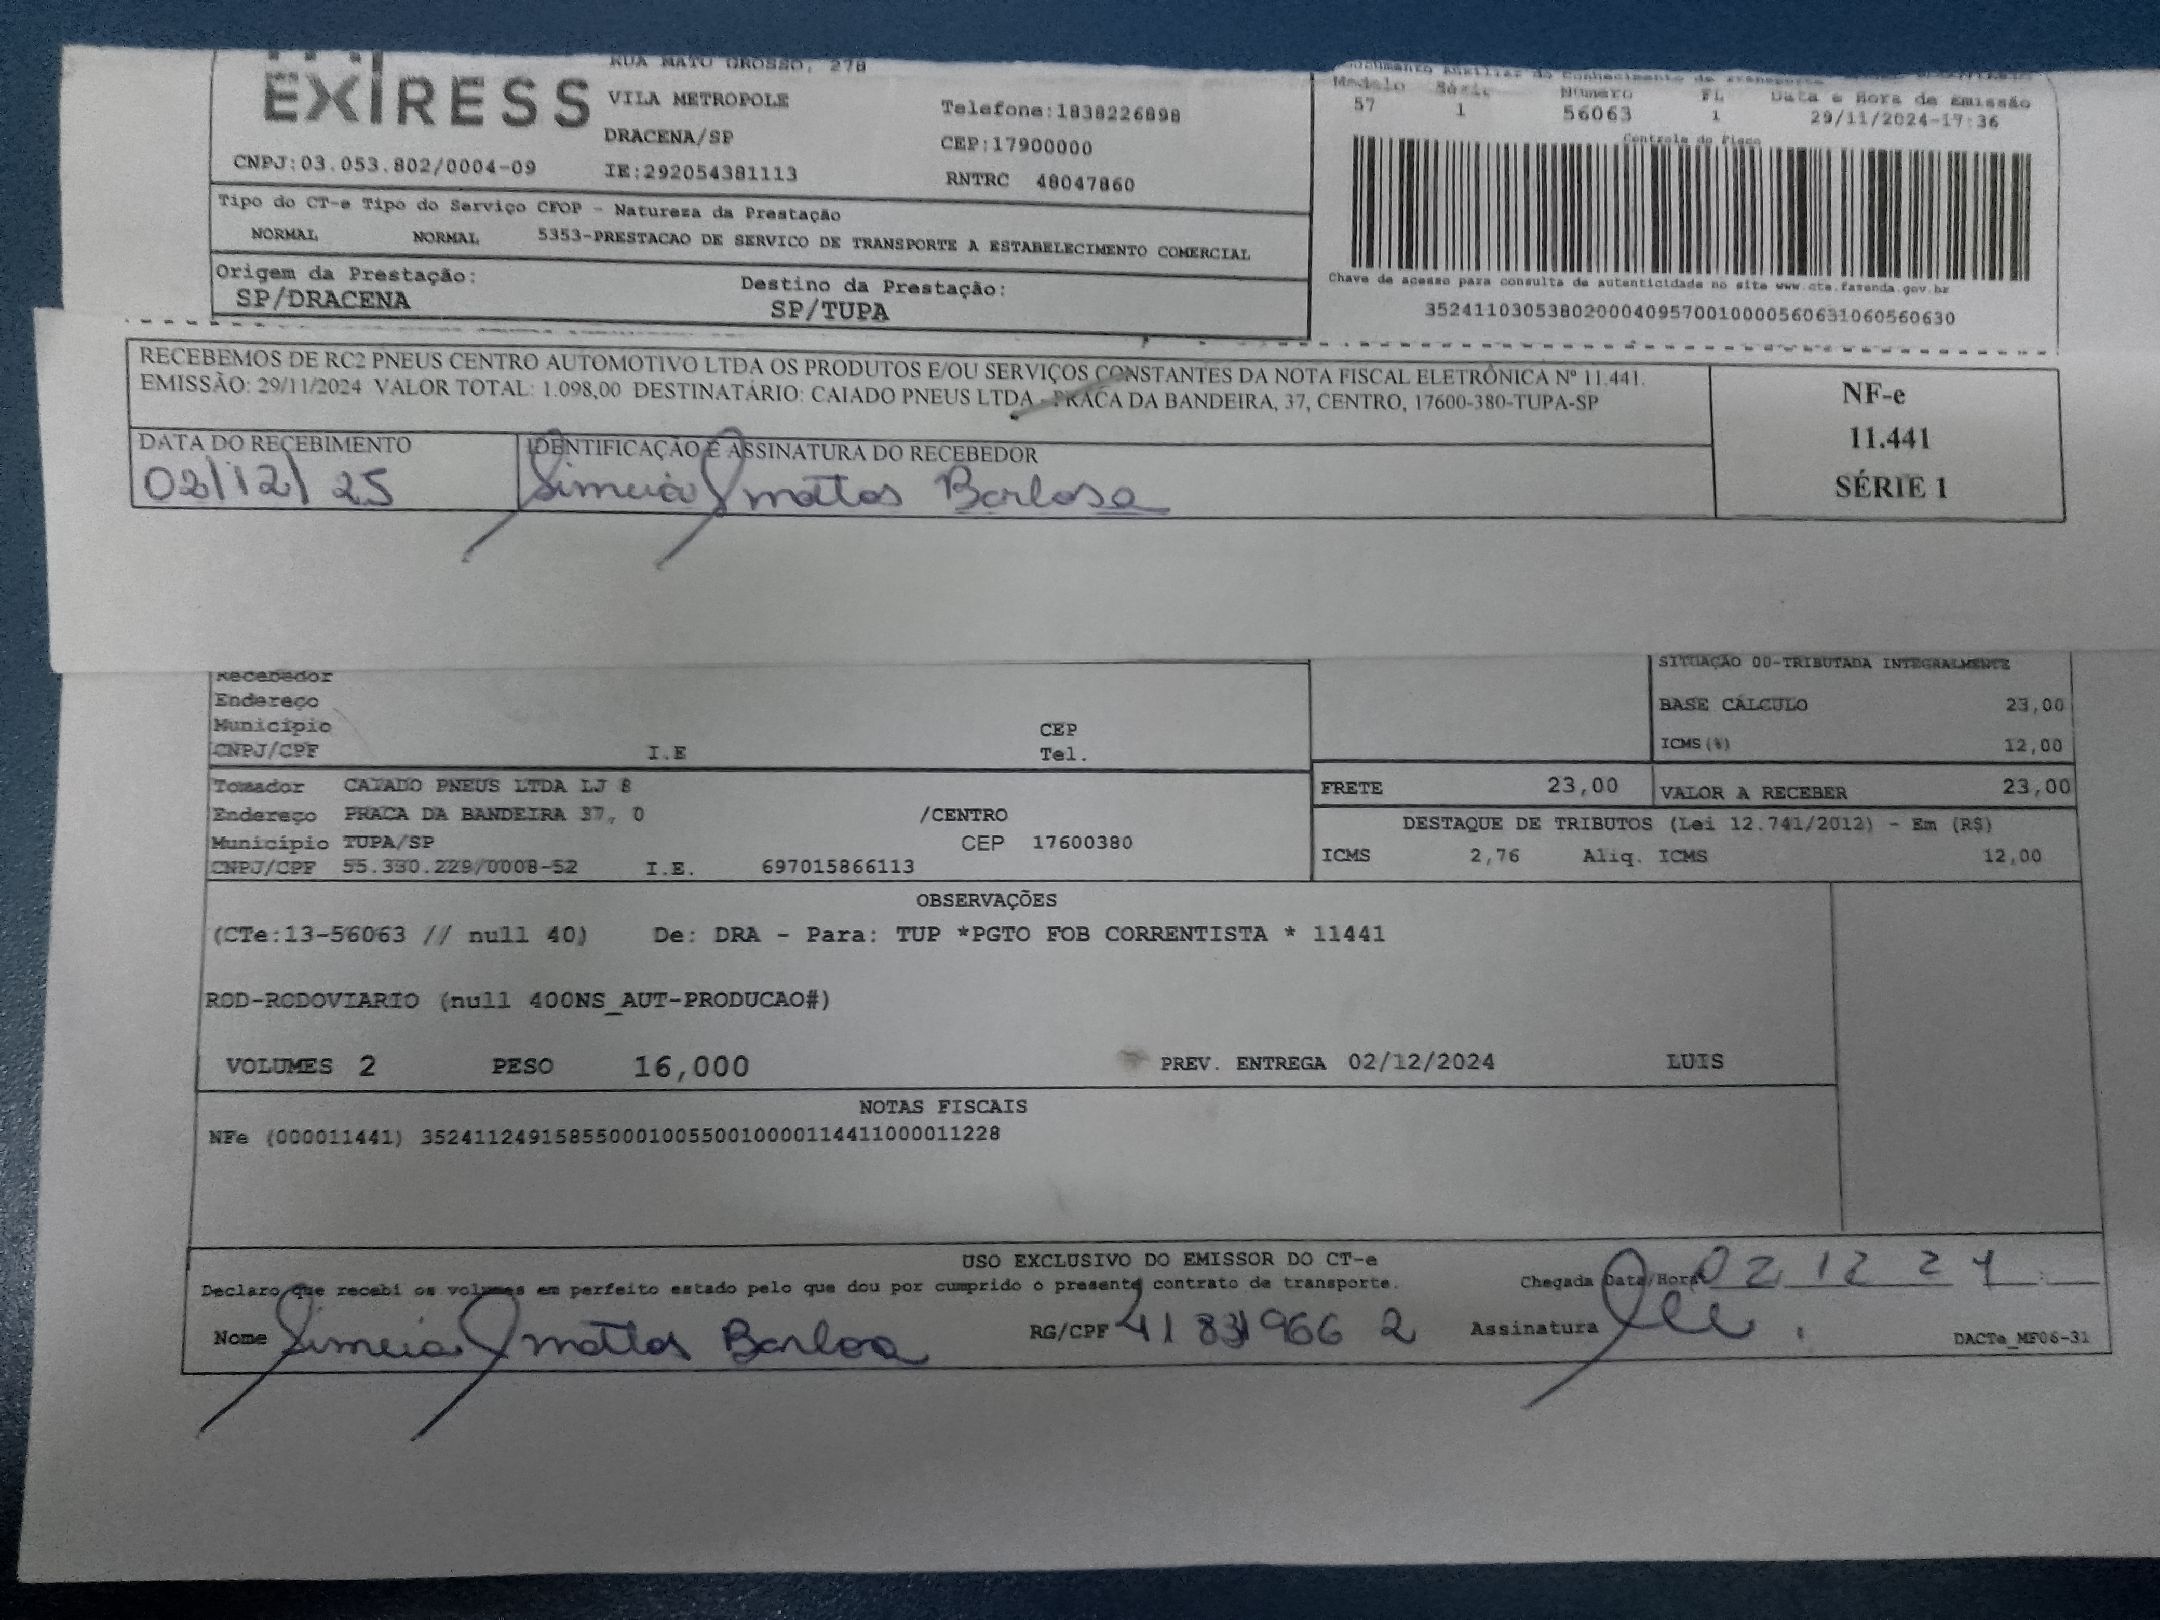 EXPRESS
RUA MATO GROSSO, 278
VILA METROPOLE
DRACENA/SP
Telefone:1838226898
CEP:17900000
CNPJ:03.053.802/0004-09
IE:292054381113
RNTRC 48047860
Documento Auxiliar do Conhecimento de Transporte
Modelo Série Número FL Data e Hora de Emissão
57 1 56063 1 29/11/2024-17:36
Controle do Fisco
Tipo do CT-e Tipo do Serviço CFOP - Natureza da Prestação
NORMAL NORMAL 5353-PRESTACAO DE SERVICO DE TRANSPORTE A ESTABELECIMENTO COMERCIAL
Origem da Prestação: Destino da Prestação:
SP/DRACENA SP/TUPA
Chave de acesso para consulta de autenticidade no site www.cte.fazenda.gov.br
35241103053802000409570010000560631060560630
RECEBEMOS DE RC2 PNEUS CENTRO AUTOMOTIVO LTDA OS PRODUTOS E/OU SERVIÇOS CONSTANTES DA NOTA FISCAL ELETRÔNICA Nº 11.441.
EMISSÃO: 29/11/2024 VALOR TOTAL: 1.098,00 DESTINATÁRIO: CAIADO PNEUS LTDA - PRACA DA BANDEIRA, 37, CENTRO, 17600-380-TUPA-SP
NF-e
11.441
SÉRIE 1
DATA DO RECEBIMENTO IDENTIFICAÇÃO E ASSINATURA DO RECEBEDOR
02/12/25 Simeia J mattos Barbosa
Recebedor
Endereço
Município CEP
CNPJ/CPF I.E Tel.
SITUAÇÃO 00-TRIBUTADA INTEGRALMENTE
BASE CÁLCULO 23,00
ICMS(%) 12,00
Tomador CAIADO PNEUS LTDA LJ 8
Endereço PRACA DA BANDEIRA 37, 0 /CENTRO
Município TUPA/SP CEP 17600380
CNPJ/CPF 55.330.229/0008-52 I.E. 697015866113
FRETE 23,00 VALOR A RECEBER 23,00
DESTAQUE DE TRIBUTOS (Lei 12.741/2012) - Em (R$)
ICMS 2,76 Aliq. ICMS 12,00
OBSERVAÇÕES
(CTe:13-56063 // null 40) De: DRA - Para: TUP *PGTO FOB CORRENTISTA * 11441
ROD-RODOVIARIO (null 400NS_AUT-PRODUCAO#)
VOLUMES 2 PESO 16,000 PREV. ENTREGA 02/12/2024 LUIS
NOTAS FISCAIS
NFe (000011441) 35241124915855000100550010000114411000011228
USO EXCLUSIVO DO EMISSOR DO CT-e
Declaro que recebi os volumes em perfeito estado pelo que dou por cumprido o presente contrato de transporte. Chegada Data/Hora 02 12 24
Nome Simeia J mattos Barbosa RG/CPF 41 831966 2 Assinatura
DACTe_MF06-31